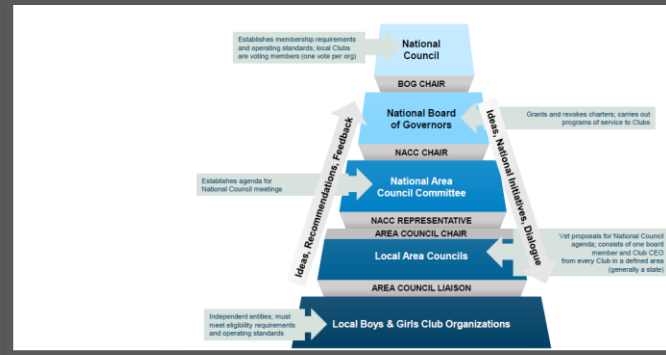 Establishes membership requirements
and operating standards; local Clubs
are voting members (one vote per org)
National
Council
BOG CHAIR
National Board
of Governors
Grants and revokes charters; carries out
programs of service to Clubs
NACC CHAIR
Ideas, Recommendations, Feedback
Ideas, National Initiatives, Dialogue
Establishes agenda for
National Council meetings
National Area
Council Committee
NACC REPRESENTATIVE
AREA COUNCIL CHAIR
Local Area Councils
Vet proposals for National Council
agenda; consists of one board
member and Club CEO
from every Club in a defined area
(generally a state)
AREA COUNCIL LIAISON
Independent entities; must
meet eligibility requirements
and operating standards
Local Boys & Girls Club Organizations